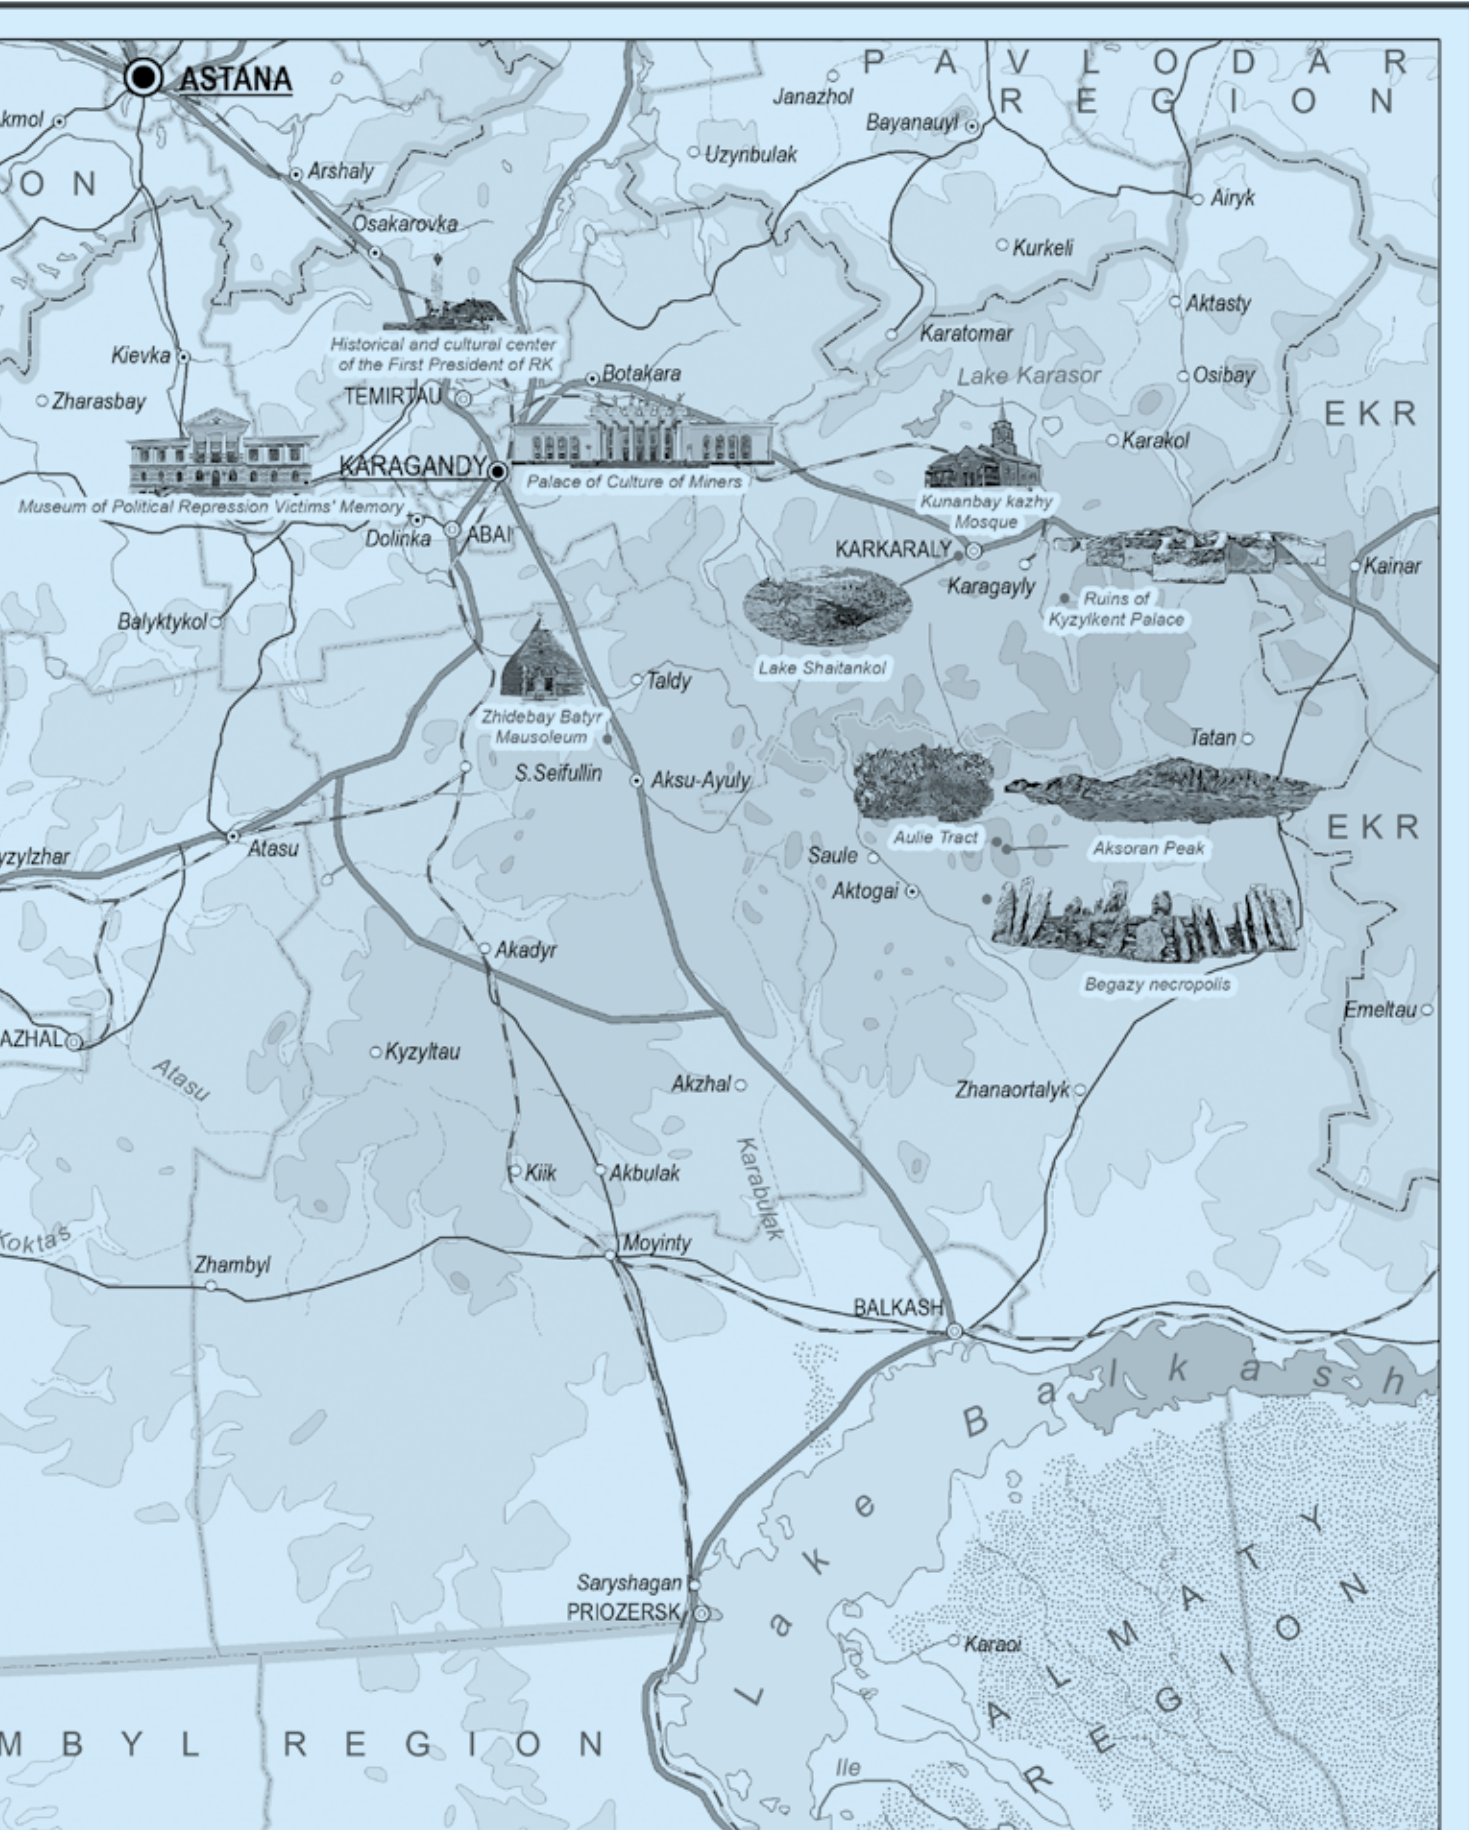 PAVLODAR
REGION
ASTANA
Janazhol
kmol
Bayanauyl
Uzynbulak
Arshaly
ON
Airyk
Osakarovka
Kurkeli
Aktasty
Karatomar
Historical and cultural center
of the First President of RK
Kievka
Botakara
Lake Karasor
Osibay
TEMIRTAU
Zharasbay
EKR
Karakol
KARAGANDY
Palace of Culture of Miners
Kunanbay kazhy
Mosque
Museum of Political Repression Victims' Memory
Dolinka
ABAI
KARKARALY
Karagayly
Kainar
Ruins of
Kyzylkent Palace
Balyktykol
Lake Shaitankol
Taldy
Zhidebay Batyr
Mausoleum
Tatan
S.Seifullin
Aksu-Ayuly
EKR
Aulie Tract
Aksoran Peak
Atasu
yzylzhar
Saule
Aktogai
Akadyr
Begazy necropolis
Emeltau
AZHAL
Kyzyltau
Atasu
Akzhal
Zhanaortalyk
Karabulak
Kiik
Akbulak
Koktas
Moyinty
Zhambyl
BALKASH
Lake Balkash
Saryshagan
PRIOZERSK
Karaoi
ALMATY
REGION
MBYL REGION
Ile